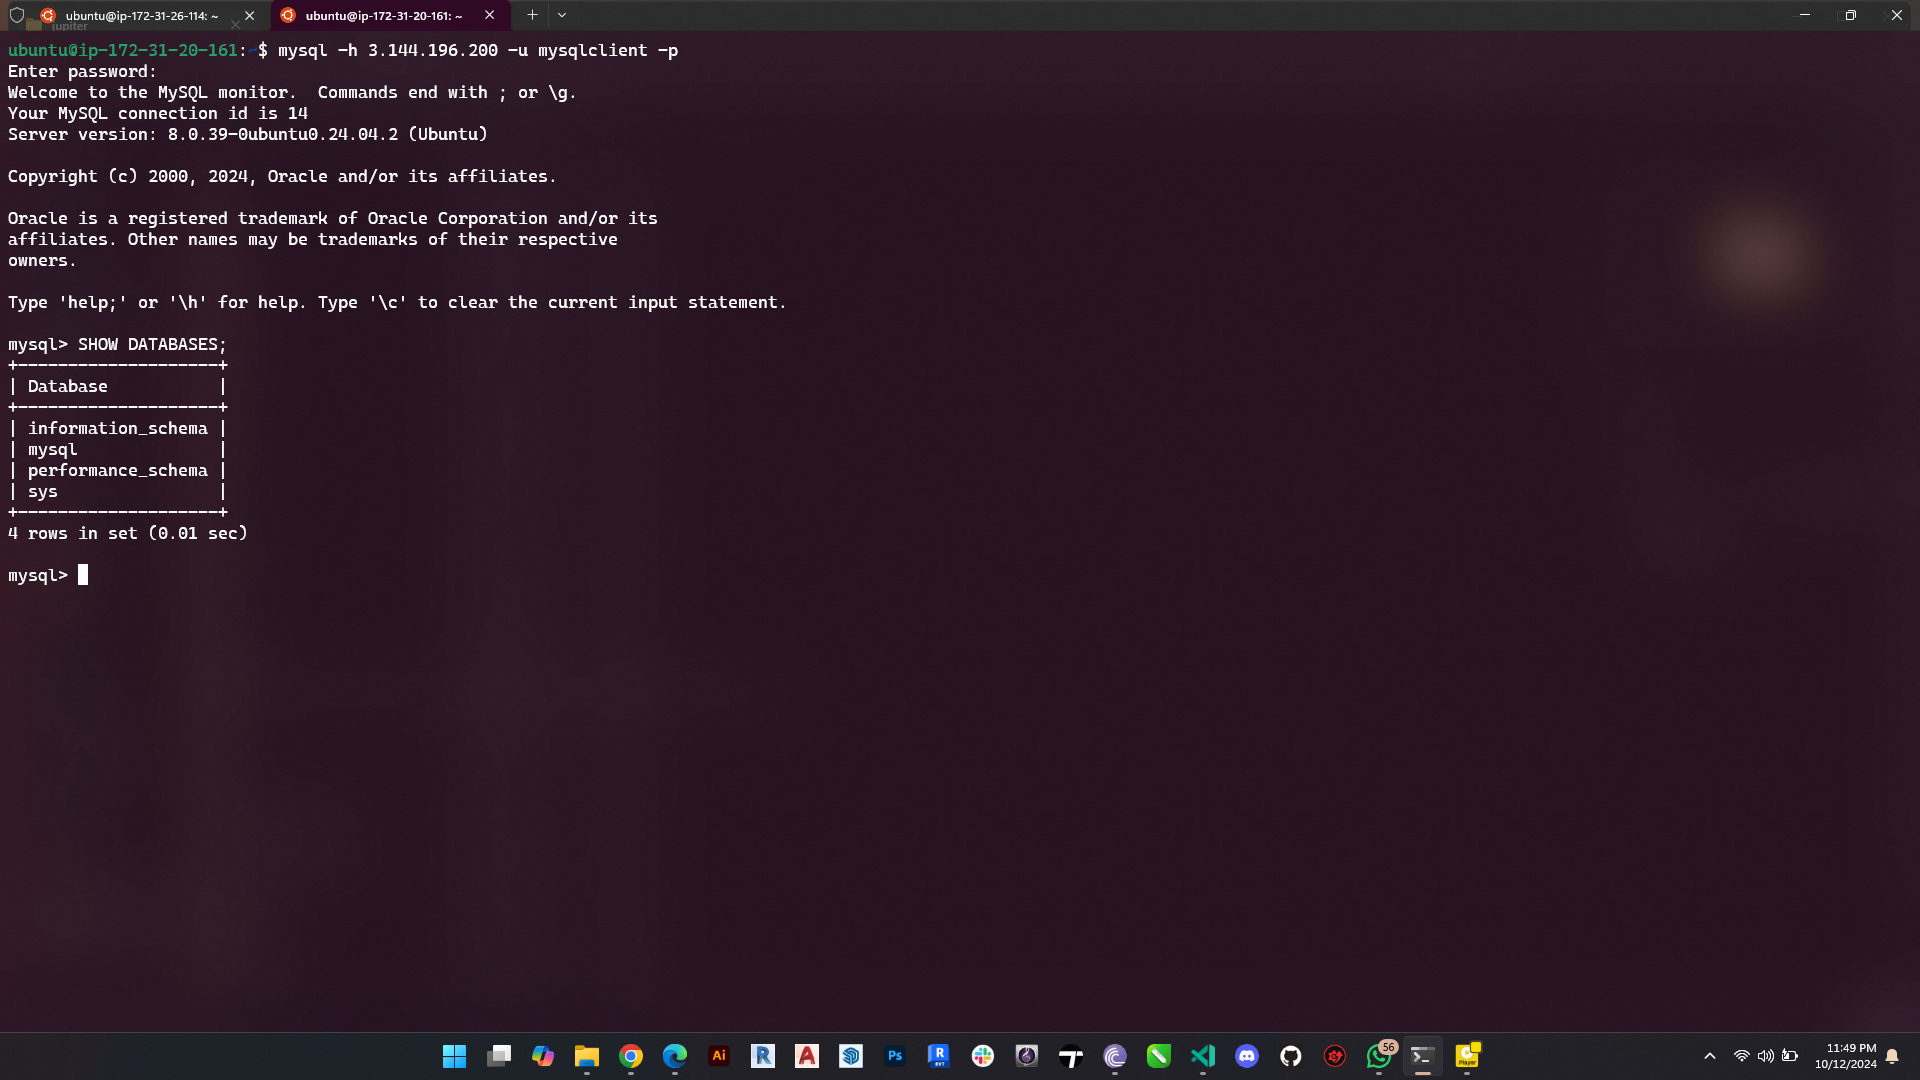 ubuntu@ip-172-31-26-114: ~
ubuntu@ip-172-31-20-161: ~
jupiter
ubuntu@ip-172-31-20-161:~$ mysql -h 3.144.196.200 -u mysqlclient -p
Enter password:
Welcome to the MySQL monitor.  Commands end with ; or \g.
Your MySQL connection id is 14
Server version: 8.0.39-0ubuntu0.24.04.2 (Ubuntu)
Copyright (c) 2000, 2024, Oracle and/or its affiliates.
Oracle is a registered trademark of Oracle Corporation and/or its
affiliates. Other names may be trademarks of their respective
owners.
Type 'help;' or '\h' for help. Type '\c' to clear the current input statement.
mysql> SHOW DATABASES;
+--------------------+
| Database           |
+--------------------+
| information_schema |
| mysql              |
| performance_schema |
| sys                |
+--------------------+
4 rows in set (0.01 sec)
mysql>
Ai
R
A
Ps
R
RVT
56
C
Player
11:49 PM
10/12/2024